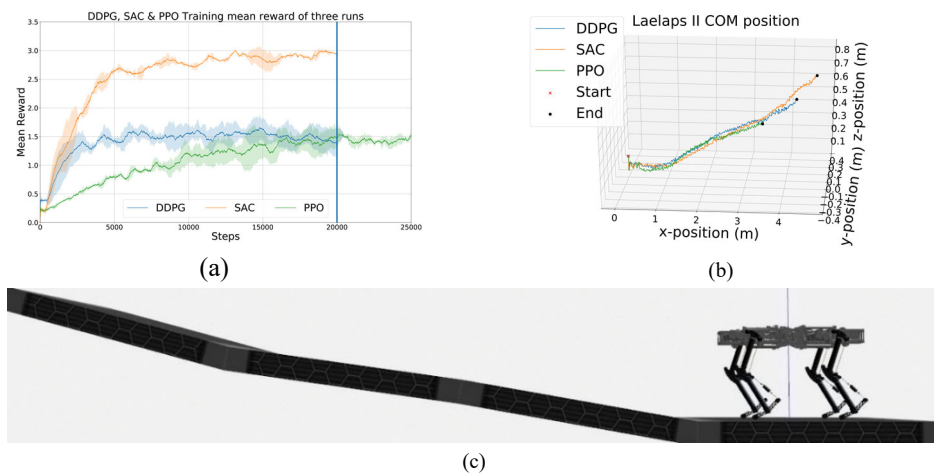 DDPG, SAC & PPO Training mean reward of three runs
3.5
3.0
2.5
2.0
1.5
1.0
0.5
0.0
Mean Reward
0
5000
10000
15000
20000
25000
DDPG
SAC
PPO
Steps
(a)
Laelaps II COM position
DDPG
SAC
PPO
Start
End
0.8
0.6
0.5
0.4
0.3
0.2
0.1
z-position (m)
0.4
0.3
0.2
0.1
0.0
−0.1
−0.2
−0.3
−0.4
y-position (m)
0
1
2
3
4
5
x-position (m)
(b)
(c)